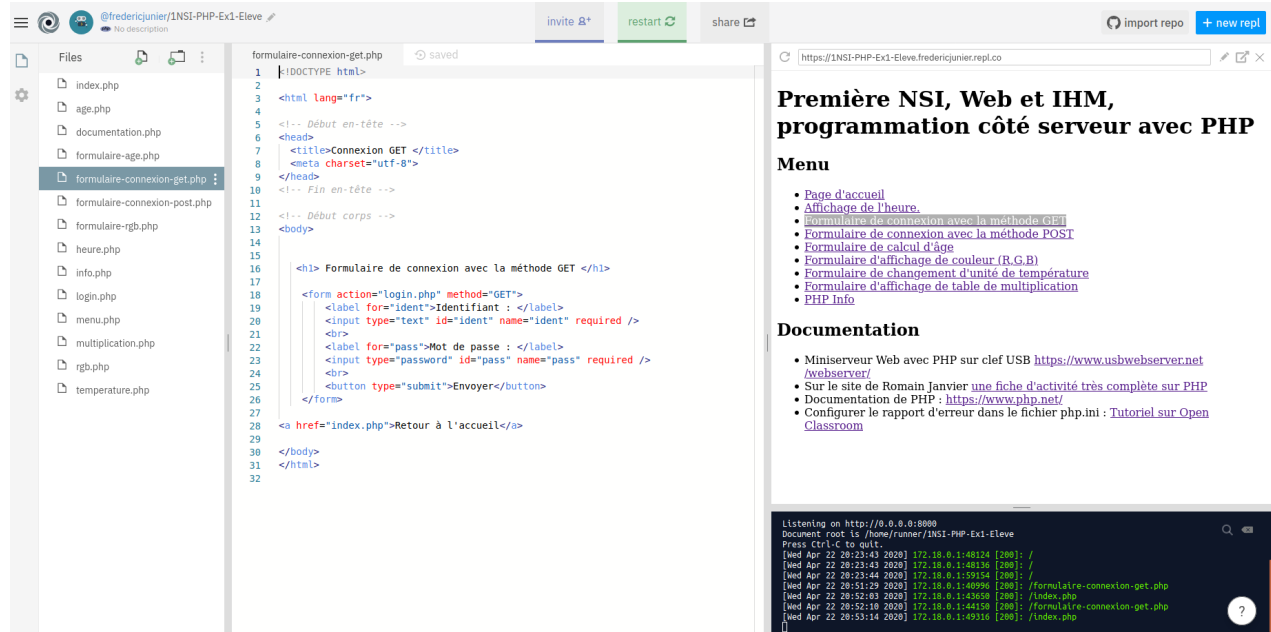 @fredericjunier/1NSI-PHP-Ex1-Eleve
No description
invite
restart
share
import repo
+ new repl
Files
index.php
age.php
documentation.php
formulaire-age.php
formulaire-connexion-get.php
formulaire-connexion-post.php
formulaire-rgb.php
heure.php
info.php
login.php
menu.php
multiplication.php
rgb.php
temperature.php
formulaire-connexion-get.php
saved
1 <!DOCTYPE html>
2
3 <html lang="fr">
4
5 <!-- Début en-tête -->
6 <head>
7 <title>Connexion GET </title>
8 <meta charset="utf-8">
9 </head>
10 <!-- Fin en-tête -->
11
12 <!-- Début corps -->
13 <body>
14
15
16 <h1> Formulaire de connexion avec la méthode GET </h1>
17
18 <form action="login.php" method="GET">
19 <label for="ident">Identifiant : </label>
20 <input type="text" id="ident" name="ident" required />
21 <br>
22 <label for="pass">Mot de passe : </label>
23 <input type="password" id="pass" name="pass" required />
24 <br>
25 <button type="submit">Envoyer</button>
26 </form>
27
28 <a href="index.php">Retour à l'accueil</a>
29
30 </body>
31 </html>
32
https://1NSI-PHP-Ex1-Eleve.fredericjunier.repl.co
Première NSI, Web et IHM,
programmation côté serveur avec PHP
Menu
Page d'accueil
Affichage de l'heure.
Formulaire de connexion avec la méthode GET
Formulaire de connexion avec la méthode POST
Formulaire de calcul d'âge
Formulaire d'affichage de couleur (R,G,B)
Formulaire de changement d'unité de température
Formulaire d'affichage de table de multiplication
PHP Info
Documentation
Miniserveur Web avec PHP sur clef USB https://www.usbwebserver.net
/webserver/
Sur le site de Romain Janvier une fiche d'activité très complète sur PHP
Documentation de PHP : https://www.php.net/
Configurer le rapport d'erreur dans le fichier php.ini : Tutoriel sur Open
Classroom
Listening on http://0.0.0.0:8000
Document root is /home/runner/1NSI-PHP-Ex1-Eleve
Press Ctrl-C to quit.
[Wed Apr 22 20:23:43 2020] 172.18.0.1:48124 [200]: /
[Wed Apr 22 20:23:43 2020] 172.18.0.1:48136 [200]: /
[Wed Apr 22 20:23:44 2020] 172.18.0.1:59154 [200]: /
[Wed Apr 22 20:51:29 2020] 172.18.0.1:40996 [200]: /formulaire-connexion-get.php
[Wed Apr 22 20:52:03 2020] 172.18.0.1:43650 [200]: /index.php
[Wed Apr 22 20:52:10 2020] 172.18.0.1:44150 [200]: /formulaire-connexion-get.php
[Wed Apr 22 20:53:14 2020] 172.18.0.1:49316 [200]: /index.php
?